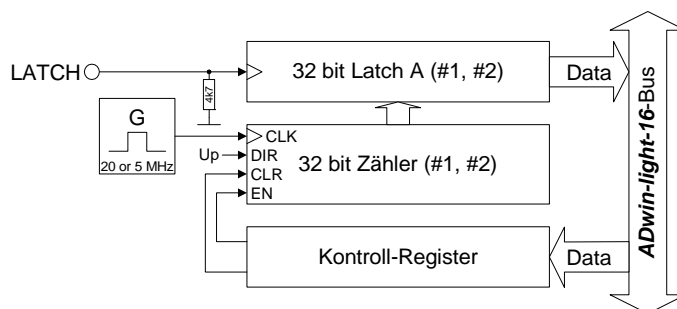 LATCH
32 bit Latch A (#1, #2)
Data
4k7
G
20 or 5 MHz
CLK
Up
DIR
CLR
EN
32 bit Zähler (#1, #2)
Kontroll-Register
Data
ADwin-light-16-Bus